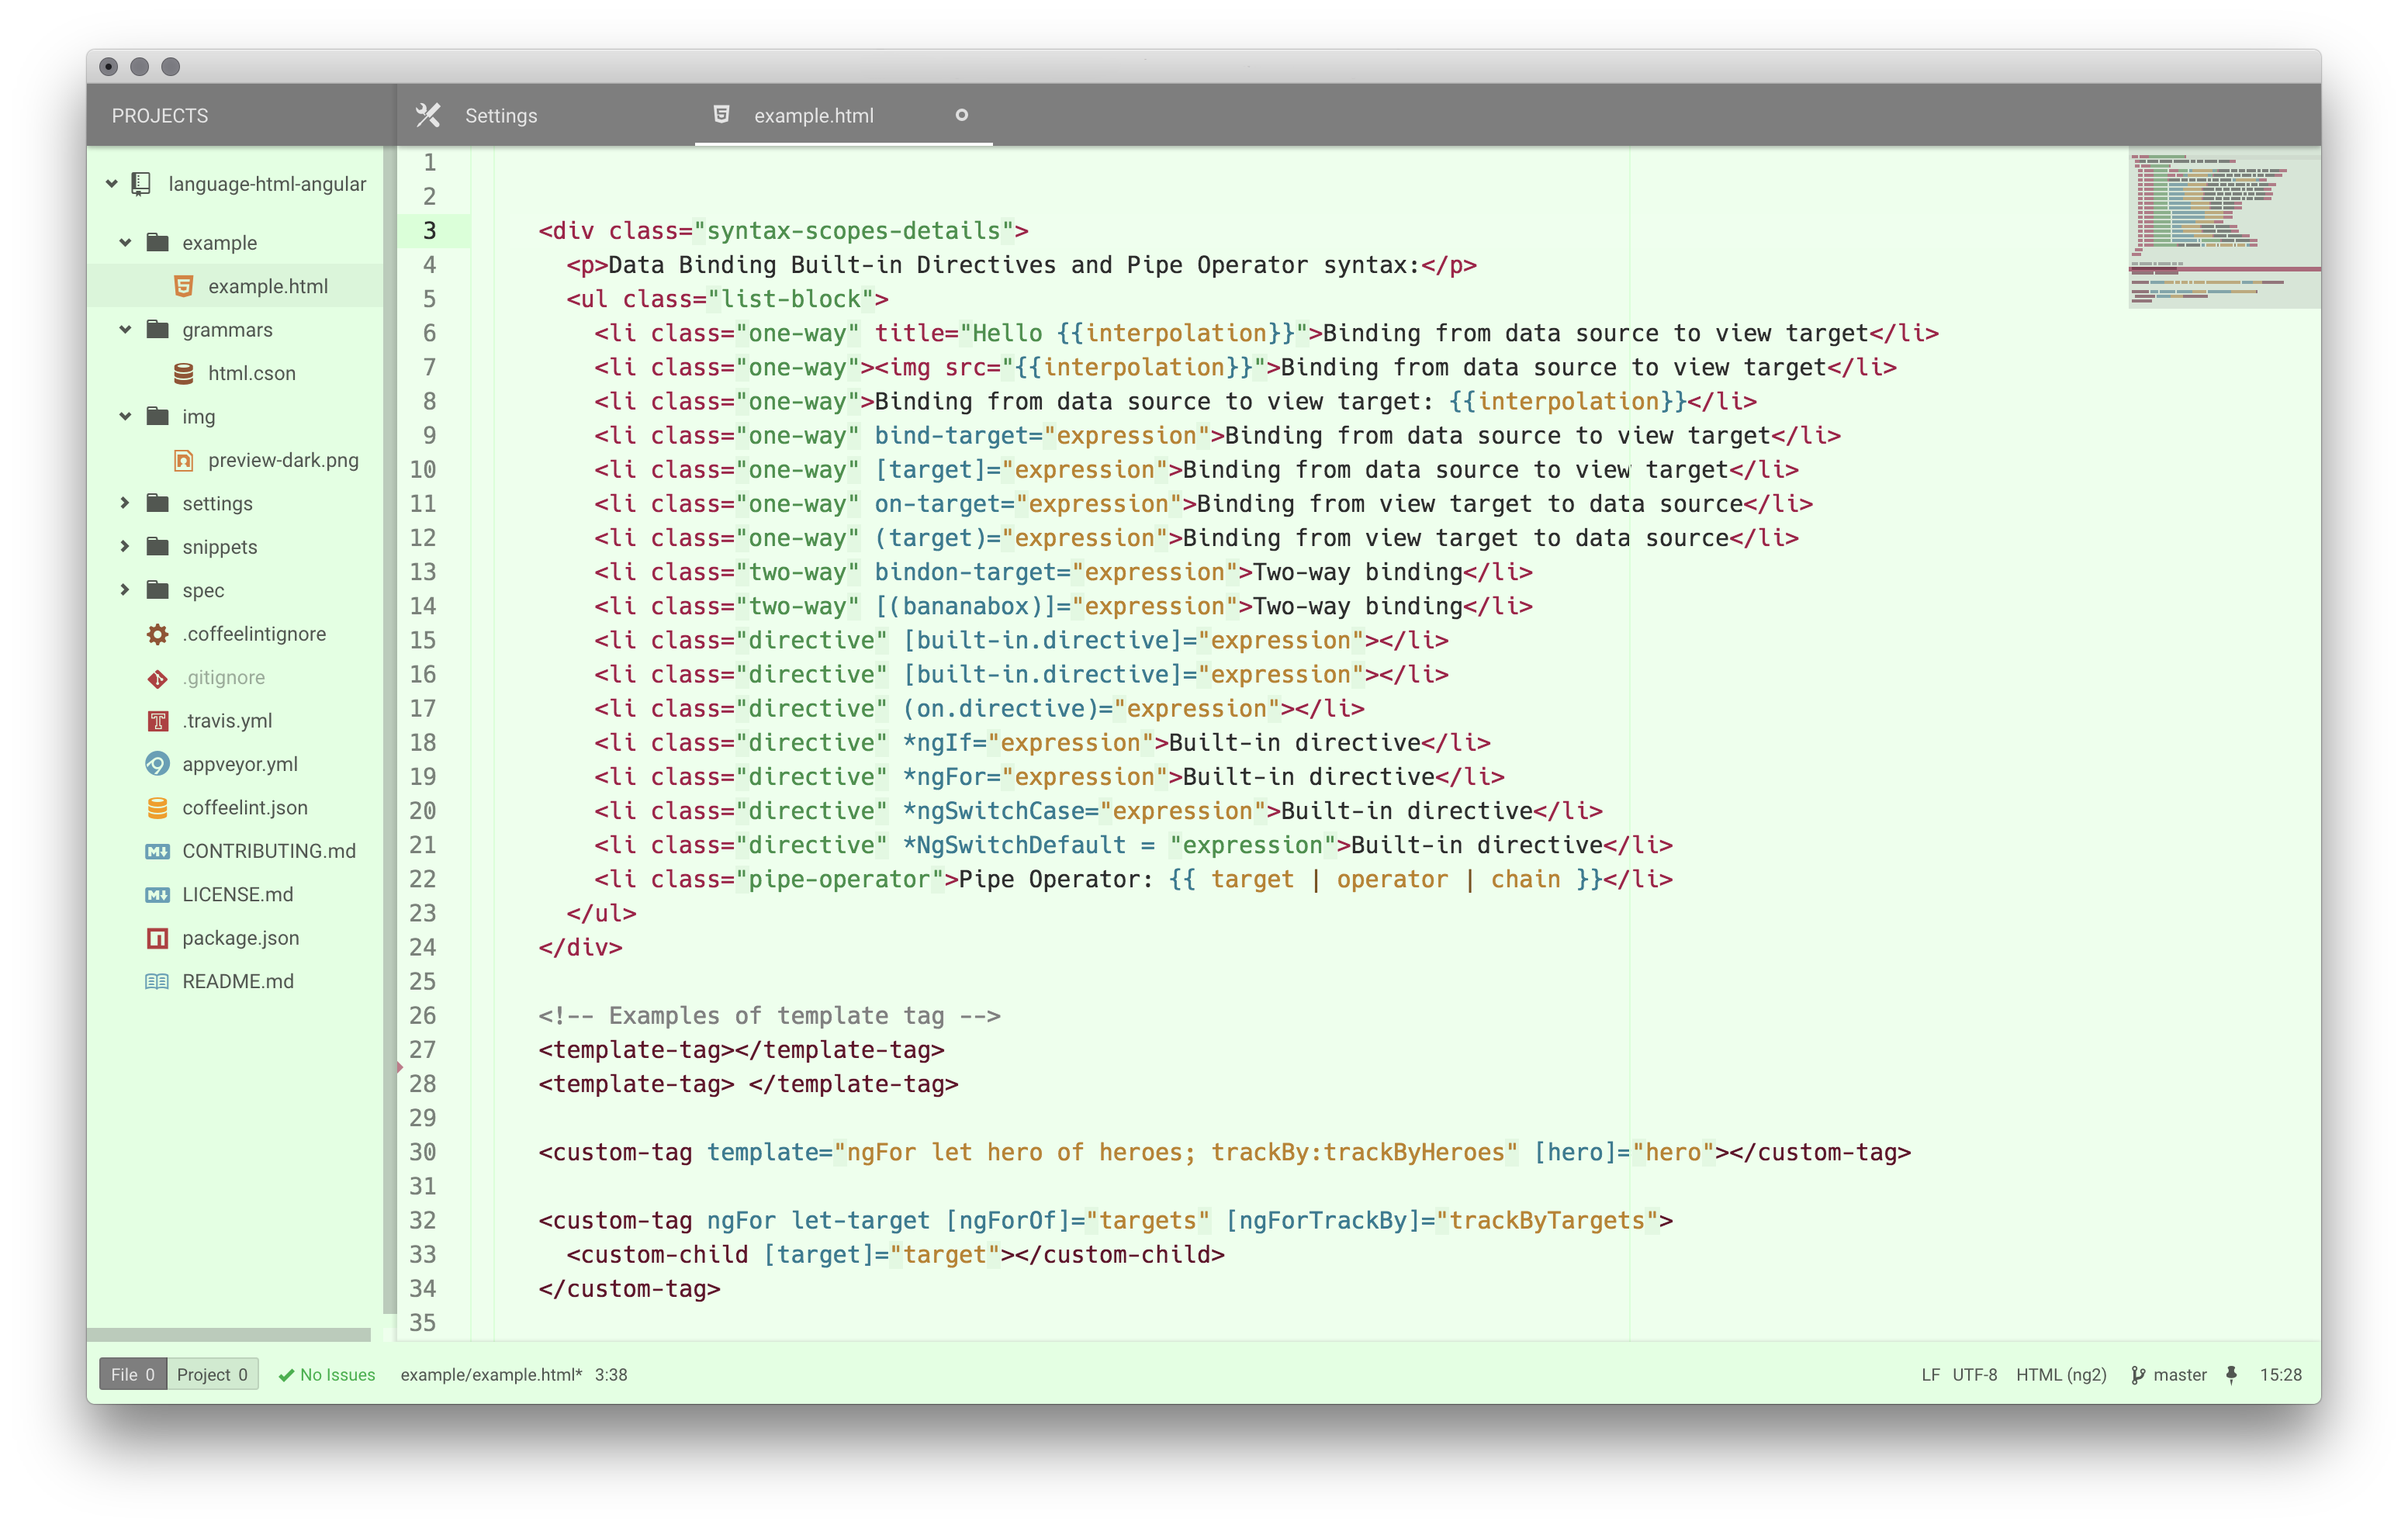 PROJECTS
Settings
example.html
language-html-angular
example
example.html
grammars
html.cson
img
preview-dark.png
settings
snippets
spec
.coffeelintignore
.gitignore
.travis.yml
appveyor.yml
coffeelint.json
CONTRIBUTING.md
LICENSE.md
package.json
README.md
1
2
3 <div class="syntax-scopes-details">
4 <p>Data Binding Built-in Directives and Pipe Operator syntax:</p>
5 <ul class="list-block">
6 <li class="one-way" title="Hello {{interpolation}}">Binding from data source to view target</li>
7 <li class="one-way"><img src="{{interpolation}}">Binding from data source to view target</li>
8 <li class="one-way">Binding from data source to view target: {{interpolation}}</li>
9 <li class="one-way" bind-target="expression">Binding from data source to view target</li>
10 <li class="one-way" [target]="expression">Binding from data source to view target</li>
11 <li class="one-way" on-target="expression">Binding from view target to data source</li>
12 <li class="one-way" (target)="expression">Binding from view target to data source</li>
13 <li class="two-way" bindon-target="expression">Two-way binding</li>
14 <li class="two-way" [(bananabox)]="expression">Two-way binding</li>
15 <li class="directive" [built-in.directive]="expression"></li>
16 <li class="directive" [built-in.directive]="expression"></li>
17 <li class="directive" (on.directive)="expression"></li>
18 <li class="directive" *ngIf="expression">Built-in directive</li>
19 <li class="directive" *ngFor="expression">Built-in directive</li>
20 <li class="directive" *ngSwitchCase="expression">Built-in directive</li>
21 <li class="directive" *NgSwitchDefault = "expression">Built-in directive</li>
22 <li class="pipe-operator">Pipe Operator: {{ target | operator | chain }}</li>
23 </ul>
24 </div>
25
26 <!-- Examples of template tag -->
27 <template-tag></template-tag>
28 <template-tag> </template-tag>
29
30 <custom-tag template="ngFor let hero of heroes; trackBy:trackByHeroes" [hero]="hero"></custom-tag>
31
32 <custom-tag ngFor let-target [ngForOf]="targets" [ngForTrackBy]="trackByTargets">
33 <custom-child [target]="target"></custom-child>
34 </custom-tag>
35
File 0 Project 0 No Issues example/example.html* 3:38 LF UTF-8 HTML (ng2) master 15:28